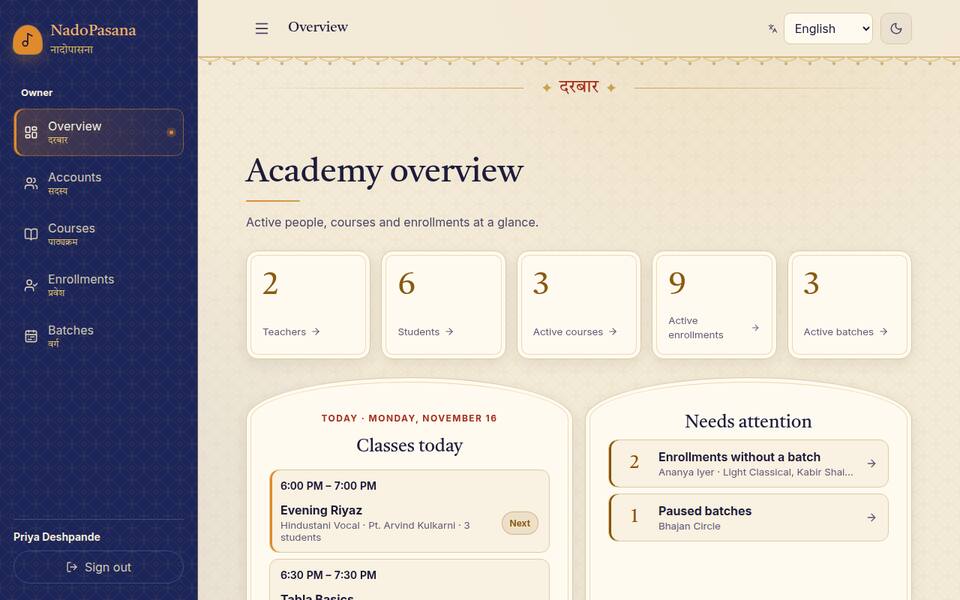 NadoPasana
नादोपासना
Owner
Overview
दरबार
Accounts
सदस्य
Courses
पाठ्यक्रम
Enrollments
प्रवेश
Batches
वर्ग
Priya Deshpande
Sign out
Overview
English
दरबार
Academy overview
Active people, courses and enrollments at a glance.
2
Teachers →
6
Students →
3
Active courses →
9
Active
enrollments →
3
Active batches →
TODAY · MONDAY, NOVEMBER 16
Classes today
6:00 PM – 7:00 PM
Evening Riyaz
Hindustani Vocal · Pt. Arvind Kulkarni · 3
students
Next
6:30 PM – 7:30 PM
Tabla Basics
Needs attention
2
Enrollments without a batch
Ananya Iyer · Light Classical, Kabir Shai...
1
Paused batches
Bhajan Circle